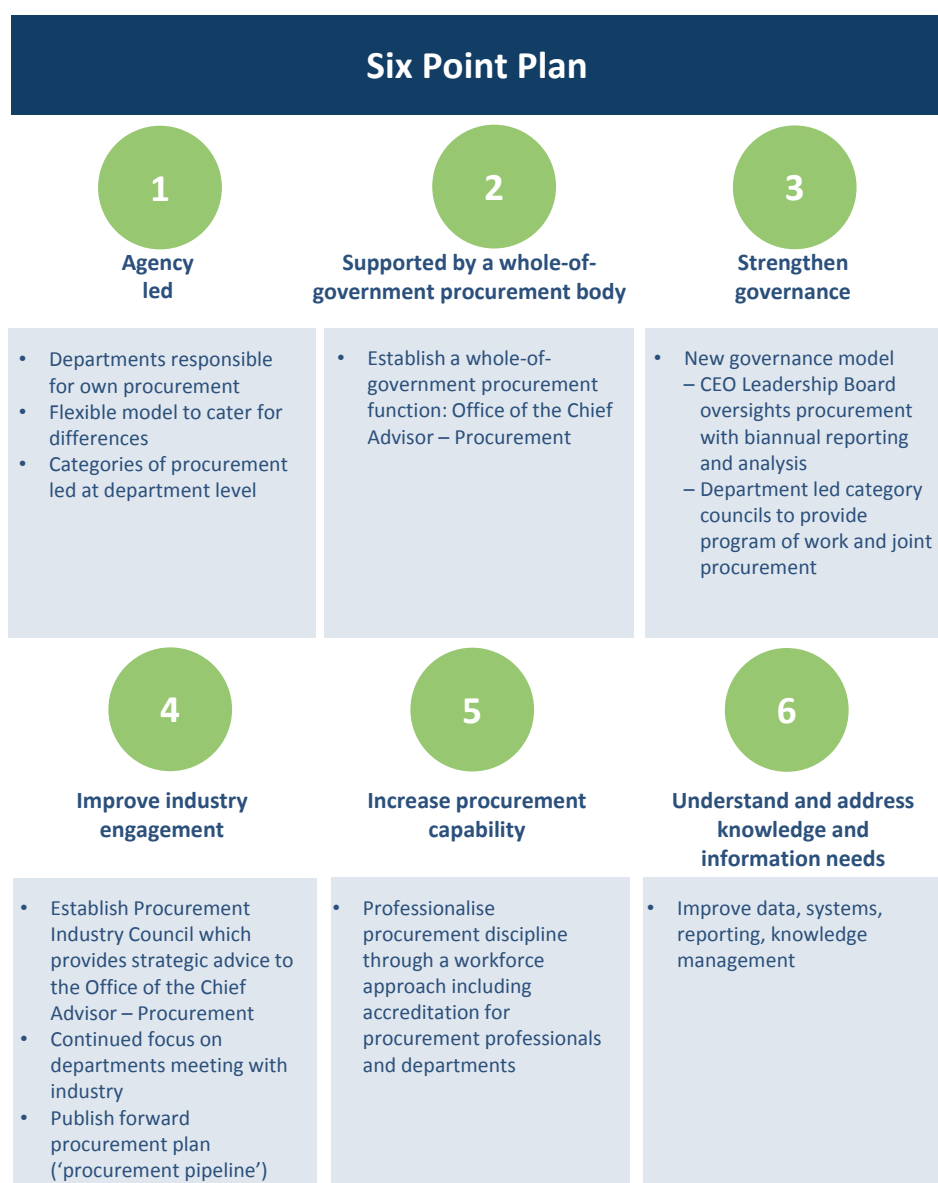 Six Point Plan
1
Agency
led
• Departments responsible
for own procurement
• Flexible model to cater for
differences
• Categories of procurement
led at department level
2
Supported by a whole-of-
government procurement body
• Establish a whole-of-
government procurement
function: Office of the Chief
Advisor – Procurement
3
Strengthen
governance
• New governance model
– CEO Leadership Board
oversights procurement
with biannual reporting
and analysis
– Department led category
councils to provide
program of work and joint
procurement
4
Improve industry
engagement
• Establish Procurement
Industry Council which
provides strategic advice to
the Office of the Chief
Advisor – Procurement
• Continued focus on
departments meeting with
industry
• Publish forward
procurement plan
(‘procurement pipeline’)
5
Increase procurement
capability
• Professionalise
procurement discipline
through a workforce
approach including
accreditation for
procurement professionals
and departments
6
Understand and address
knowledge and
information needs
• Improve data, systems,
reporting, knowledge
management